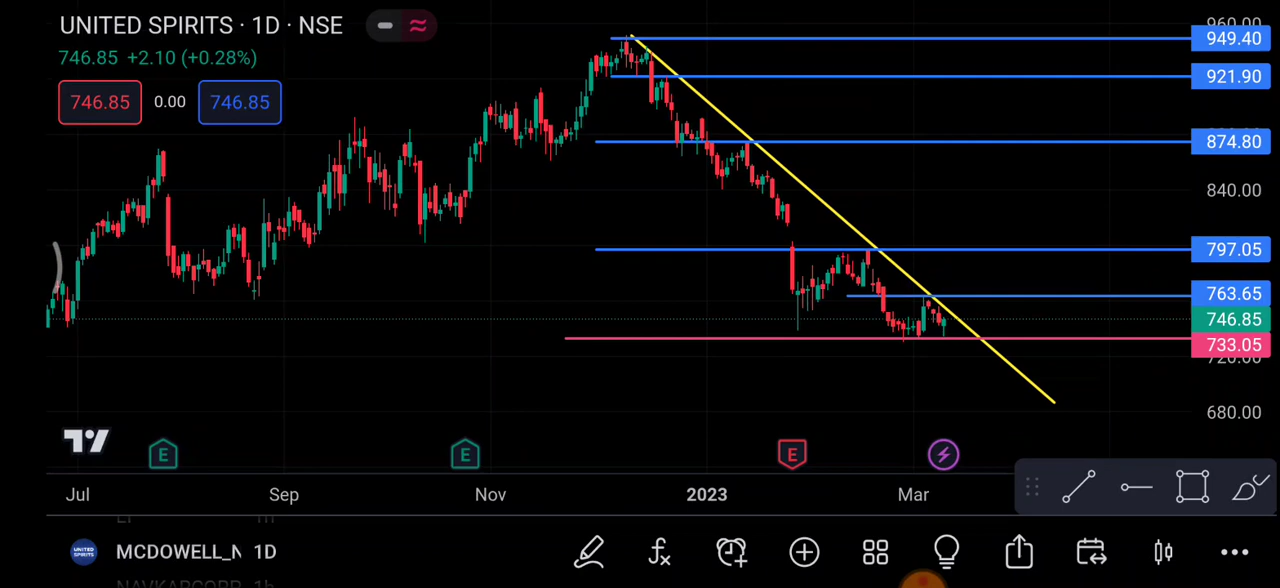 UNITED SPIRITS · 1D · NSE
746.85 +2.10 (+0.28%)
746.85 0.00 746.85
960.00
949.40
921.90
874.80
840.00
797.05
763.65
746.85
733.05
720.00
680.00
E E E
Jul Sep Nov 2023 Mar
UNITED SPIRITS MCDOWELL_N 1D
NAVKARCORP 1h